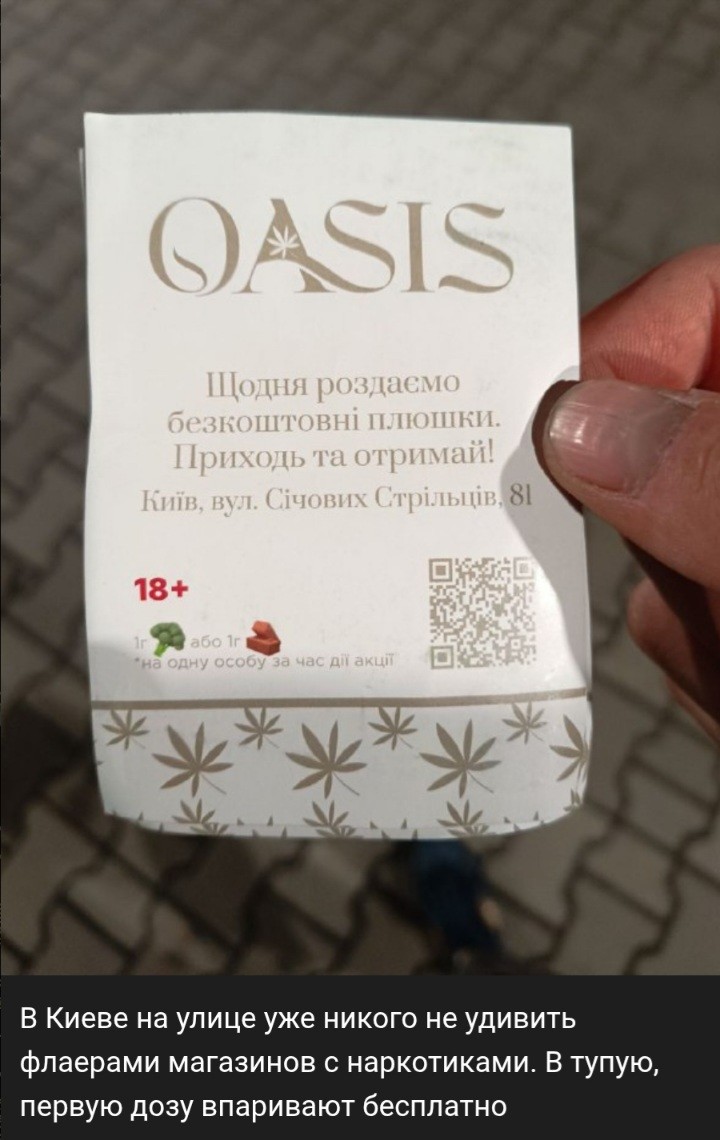 OASIS
Щодня роздаємо
безкоштовні плюшки.
Приходь та отримай!
Київ, вул. Січових Стрільців, 81
18+
1г 🥦 або 1г 🧱
*на одну особу за час дії акції
В Киеве на улице уже никого не удивить
флаерами магазинов с наркотиками. В тупую,
первую дозу впаривают бесплатно